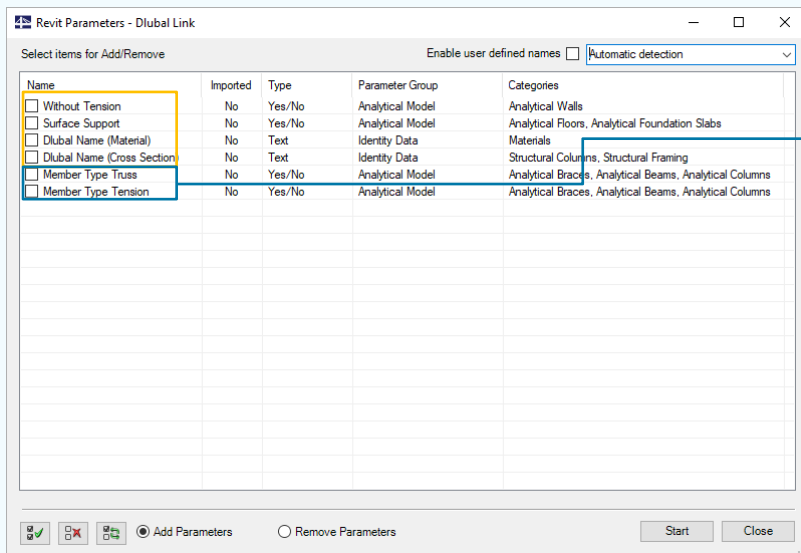 Revit Parameters - Dlubal Link
Select items for Add/Remove Enable user defined names Automatic detection
Name Imported Type Parameter Group Categories
Without Tension No Yes/No Analytical Model Analytical Walls
Surface Support No Yes/No Analytical Model Analytical Floors, Analytical Foundation Slabs
Dlubal Name (Material) No Text Identity Data Materials
Dlubal Name (Cross Section) No Text Identity Data Structural Columns, Structural Framing
Member Type Truss No Yes/No Analytical Model Analytical Braces, Analytical Beams, Analytical Columns
Member Type Tension No Yes/No Analytical Model Analytical Braces, Analytical Beams, Analytical Columns
Add Parameters Remove Parameters Start Close